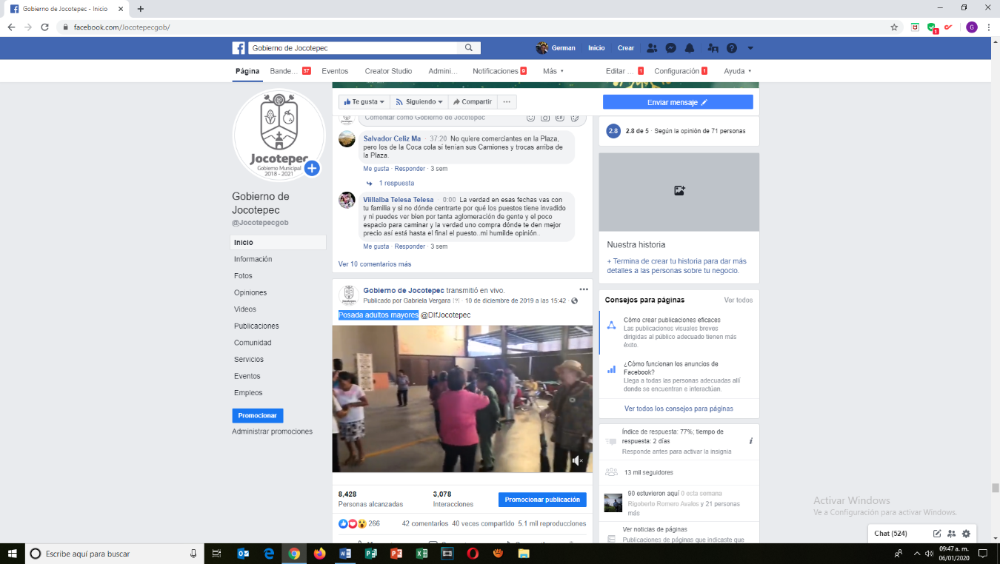 Gobierno de Jocotepec - Inicio
facebook.com/Jocotepecgob/
Gobierno de Jocotepec
German Inicio Crear
Página Bande... 37 Eventos Creator Studio Admini... Notificaciones 9 Más Editar ... 1 Configuración 1 Ayuda
Jocotepec
Gobierno Municipal
2018 - 2021
Gobierno de
Jocotepec
@Jocotepecgob
Inicio
Información
Fotos
Opiniones
Videos
Publicaciones
Comunidad
Servicios
Eventos
Empleos
Promocionar
Administrar promociones
Te gusta Siguiendo Compartir ...
Comentar como Gobierno de Jocotepec
Salvador Celiz Ma · 37:20 No quiere comerciantes en la Plaza,
pero los de la Coca cola sí tenían sus Camiones y trocas arriba de
la Plaza.
Me gusta · Responder · 3 sem
1 respuesta
Viillalba Telesa Telesa · 0:00 La verdad en esas fechas vas con
tu familia y si no dónde centrarte por qué los puestos tiene invadido
y ni puedes ver bien por tanta aglomeración de gente y el poco
espacio para caminar y la verdad uno compra dónde te den mejor
precio así está hasta el final el puesto..mi humilde opinión..
Me gusta · Responder · 3 sem
Ver 10 comentarios más
Gobierno de Jocotepec transmitió en vivo.
Publicado por Gabriela Vergara [?] · 10 de diciembre de 2019 a las 15:42 ·
Posada adultos mayores @DIfJocotepec
8,428
Personas alcanzadas
3,078
Interacciones
Promocionar publicación
266
42 comentarios 40 veces compartido 5.1 mil reproducciones
Enviar mensaje
2.8 2.8 de 5 · Según la opinión de 71 personas
Nuestra historia
+ Termina de crear tu historia para dar más
detalles a las personas sobre tu negocio.
Consejos para páginas Ver todos
Cómo crear publicaciones eficaces
Las publicaciones visuales breves
dirigidas al público adecuado tienen más
éxito.
¿Cómo funcionan los anuncios de
Facebook?
Llega a todas las personas adecuadas allí
donde se encuentran e interactúan.
Ver todos los consejos para páginas
Índice de respuesta: 77%; tiempo de
respuesta: 2 días
Responde antes para activar la insignia
13 mil seguidores
90 estuvieron aquí 0 esta semana
Rigoberto Romero Avales y 21 personas
más
Ver noticias de páginas
Publicaciones de páginas que indicaste que
Activar Windows
Ve a Configuración para activar Windows.
Chat (524)
Escribe aquí para buscar
09:47 a. m.
06/01/2020